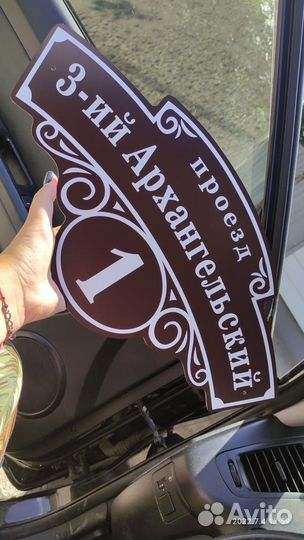 проезд
3-ий Архангельский
1
Avito